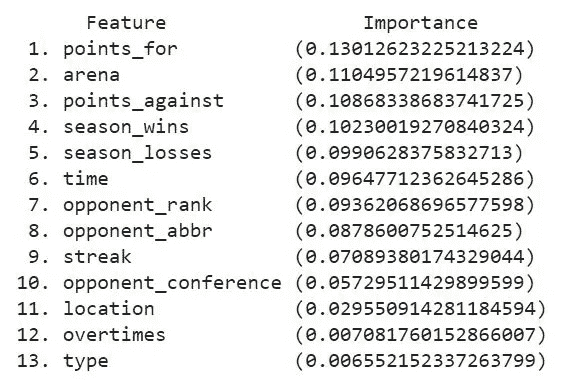 Feature Importance
1. points_for (0.13012623225213224)
2. arena (0.1104957219614837)
3. points_against (0.10868338683741725)
4. season_wins (0.10230019270840324)
5. season_losses (0.0990628375832713)
6. time (0.09647712362645286)
7. opponent_rank (0.09362068696577598)
8. opponent_abbr (0.0878600752514625)
9. streak (0.07089380174329044)
10. opponent_conference (0.05729511429899599)
11. location (0.029550914281184594)
12. overtimes (0.007081760152866007)
13. type (0.006552152337263799)